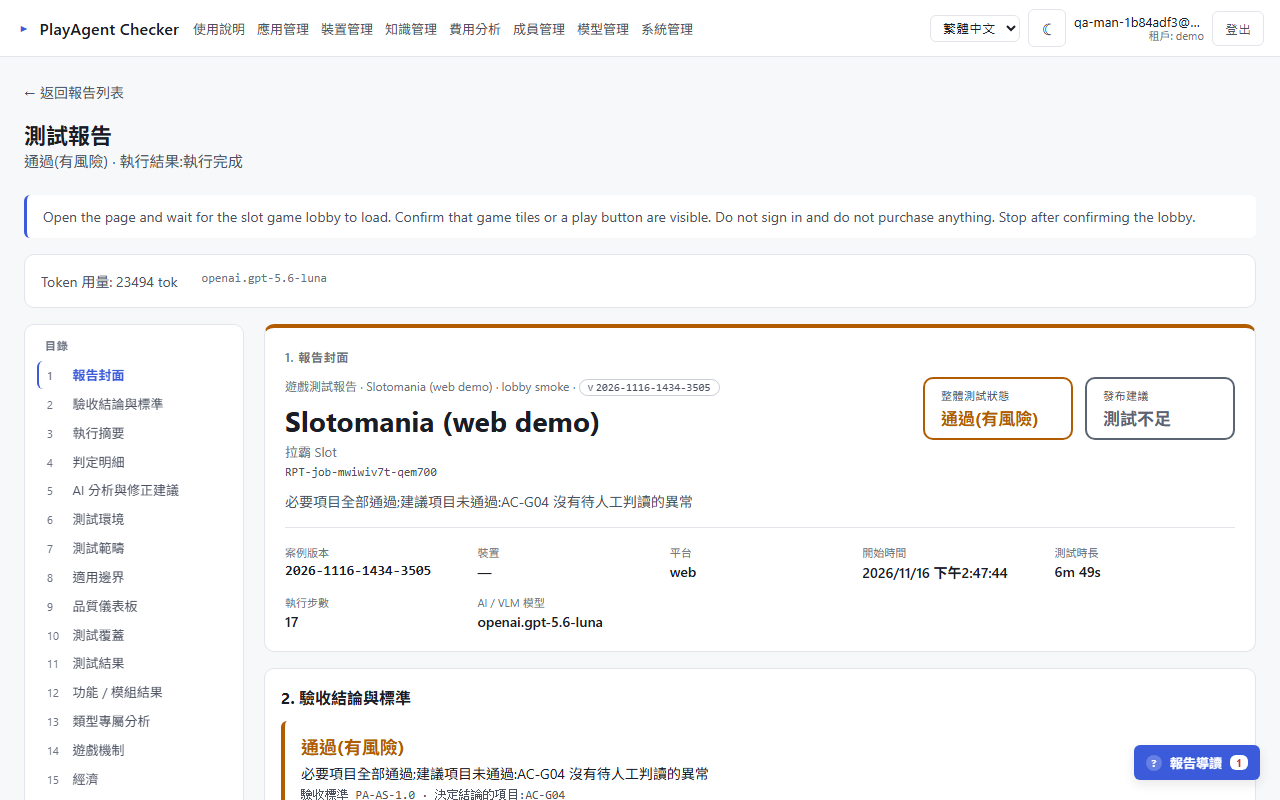 PlayAgent Checker 使用說明 應用管理 裝置管理 知識管理 費用分析 成員管理 模型管理 系統管理 繁體中文 qa-man-1b84adf3@... 登出
租戶: demo
← 返回報告列表
測試報告
通過(有風險) · 執行結果:執行完成
Open the page and wait for the slot game lobby to load. Confirm that game tiles or a play button are visible. Do not sign in and do not purchase anything. Stop after confirming the lobby.
Token 用量: 23494 tok openai.gpt-5.6-luna
目錄
1 報告封面
2 驗收結論與標準
3 執行摘要
4 判定明細
5 AI 分析與修正建議
6 測試環境
7 測試範疇
8 適用邊界
9 品質儀表板
10 測試覆蓋
11 測試結果
12 功能 / 模組結果
13 類型專屬分析
14 遊戲機制
15 經濟
1. 報告封面
遊戲測試報告 · Slotomania (web demo) · lobby smoke · v 2026-1116-1434-3505
Slotomania (web demo)
拉霸 Slot
RPT-job-mwiwiv7t-qem700
整體測試狀態
通過(有風險)
發布建議
測試不足
必要項目全部通過;建議項目未通過:AC-G04 沒有待人工判讀的異常
案例版本
2026-1116-1434-3505
裝置
—
平台
web
開始時間
2026/11/16 下午2:47:44
測試時長
6m 49s
執行步數
17
AI / VLM 模型
openai.gpt-5.6-luna
2. 驗收結論與標準
通過(有風險)
必要項目全部通過;建議項目未通過:AC-G04 沒有待人工判讀的異常
驗收標準 PA-AS-1.0 · 決定結論的項目:AC-G04
? 報告導讀 1